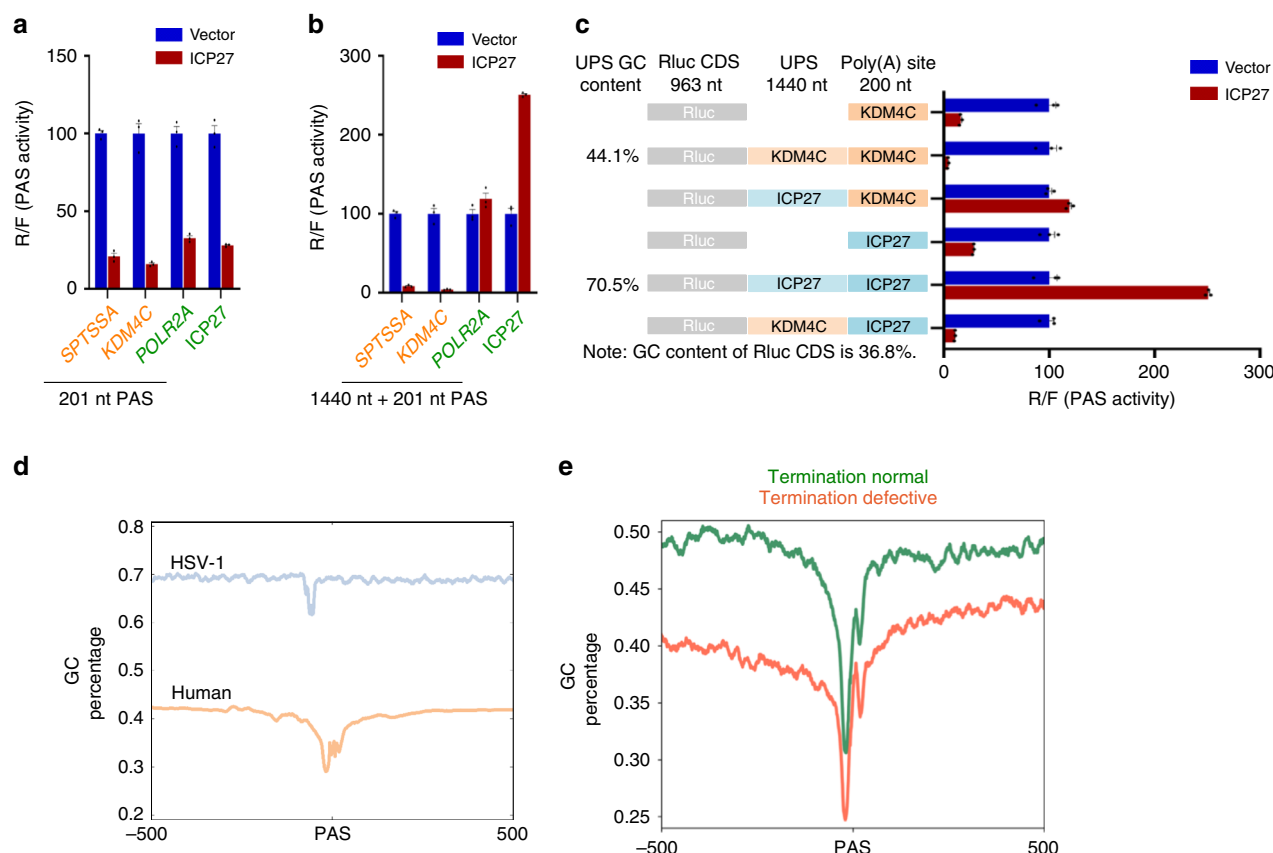 a
Vector
ICP27
150
100
50
0
R/F (PAS activity)
SPTSSA
KDM4C
POLR2A
ICP27
201 nt PAS
b
Vector
ICP27
300
200
100
0
R/F (PAS activity)
SPTSSA
KDM4C
POLR2A
ICP27
1440 nt + 201 nt PAS
c
UPS GC content
Rluc CDS 963 nt
UPS 1440 nt
Poly(A) site 200 nt
Vector
ICP27
Rluc KDM4C
44.1% Rluc KDM4C KDM4C
Rluc ICP27 KDM4C
Rluc ICP27
70.5% Rluc ICP27 ICP27
Rluc KDM4C ICP27
Note: GC content of Rluc CDS is 36.8%.
0 100 200 300
R/F (PAS activity)
d
0.8
0.7
0.6
0.5
0.4
0.3
0.2
GC percentage
HSV-1
Human
–500 PAS 500
e
Termination normal
Termination defective
0.50
0.45
0.40
0.35
0.30
0.25
GC percentage
–500 PAS 500